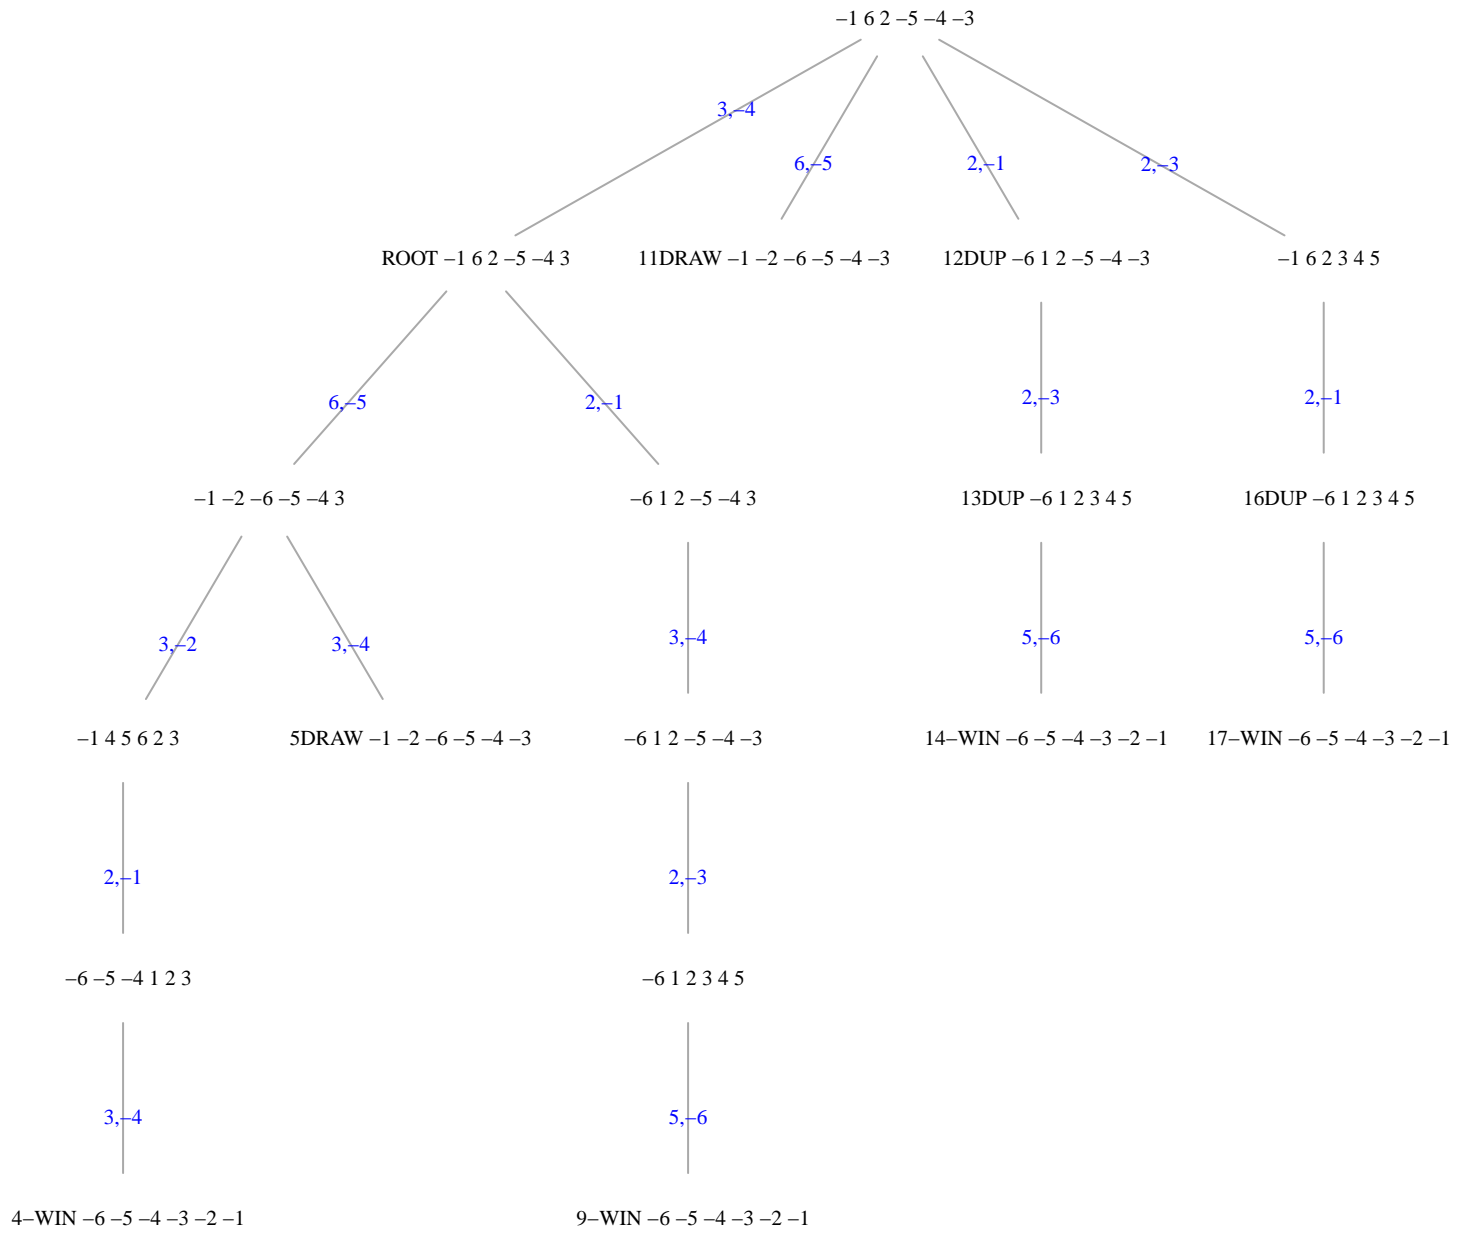 −1 6 2 −5 −4 −3
3,−4
6,−5
2,−1
2,−3
ROOT −1 6 2 −5 −4 3
11DRAW −1 −2 −6 −5 −4 −3
12DUP −6 1 2 −5 −4 −3
−1 6 2 3 4 5
6,−5
2,−1
2,−3
2,−1
−1 −2 −6 −5 −4 3
−6 1 2 −5 −4 3
13DUP −6 1 2 3 4 5
16DUP −6 1 2 3 4 5
3,−2
3,−4
3,−4
5,−6
5,−6
−1 4 5 6 2 3
5DRAW −1 −2 −6 −5 −4 −3
−6 1 2 −5 −4 −3
14−WIN −6 −5 −4 −3 −2 −1
17−WIN −6 −5 −4 −3 −2 −1
2,−1
2,−3
−6 −5 −4 1 2 3
−6 1 2 3 4 5
3,−4
5,−6
4−WIN −6 −5 −4 −3 −2 −1
9−WIN −6 −5 −4 −3 −2 −1